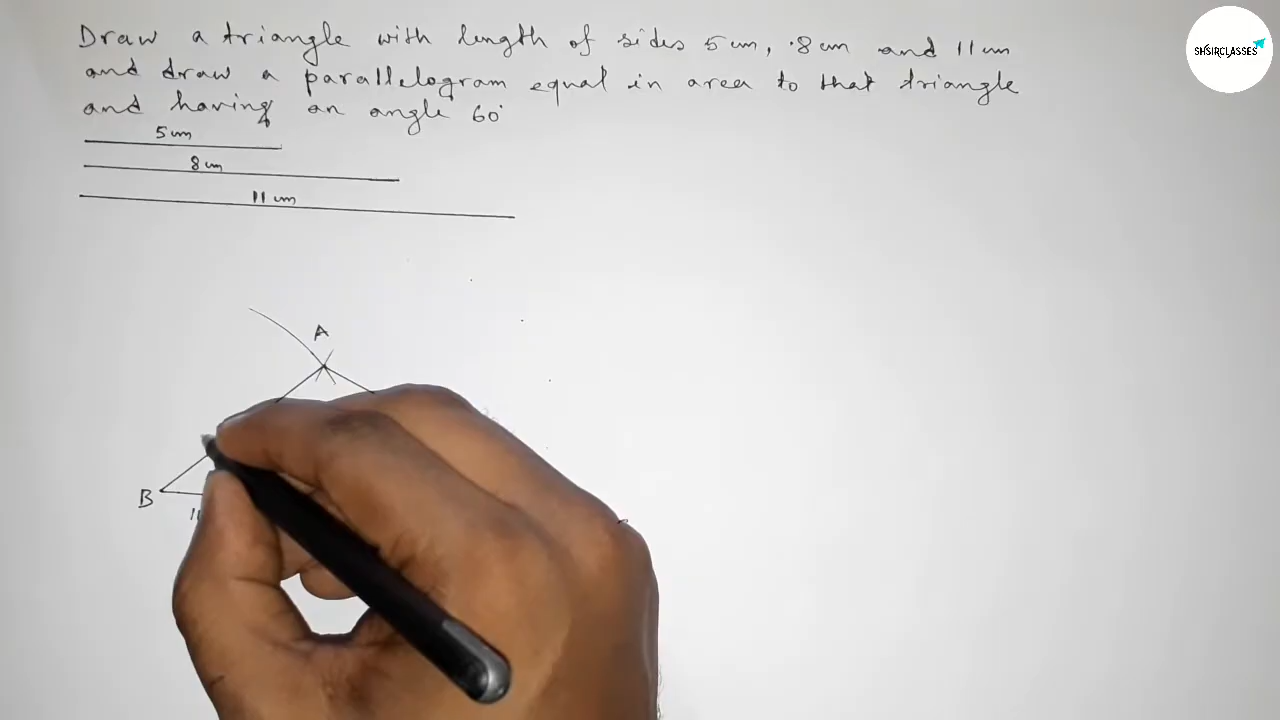 Draw a triangle with length of sides 5 cm, 8 cm and 11 cm
and draw a parallelogram equal in area to that triangle
and having an angle 60°
5 cm
8 cm
11 cm
A
B
SHSIRCLASSES